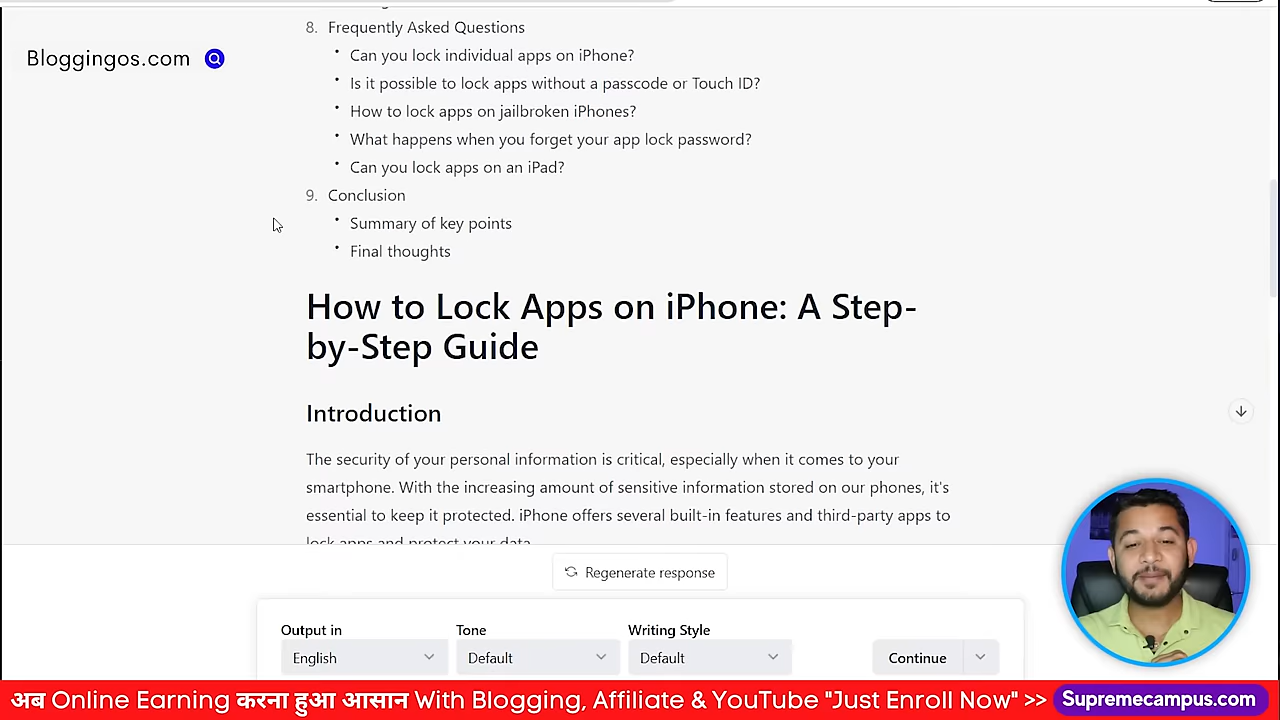 8. Frequently Asked Questions
Bloggingos.com
• Can you lock individual apps on iPhone?
• Is it possible to lock apps without a passcode or Touch ID?
• How to lock apps on jailbroken iPhones?
• What happens when you forget your app lock password?
• Can you lock apps on an iPad?
9. Conclusion
• Summary of key points
• Final thoughts
How to Lock Apps on iPhone: A Step-
by-Step Guide
Introduction
The security of your personal information is critical, especially when it comes to your
smartphone. With the increasing amount of sensitive information stored on our phones, it's
essential to keep it protected. iPhone offers several built-in features and third-party apps to
lock apps and protect your data.
Regenerate response
Output in Tone Writing Style
English Default Default Continue
अब Online Earning करना हुआ आसान With Blogging, Affiliate & YouTube "Just Enroll Now" >> Supremecampus.com